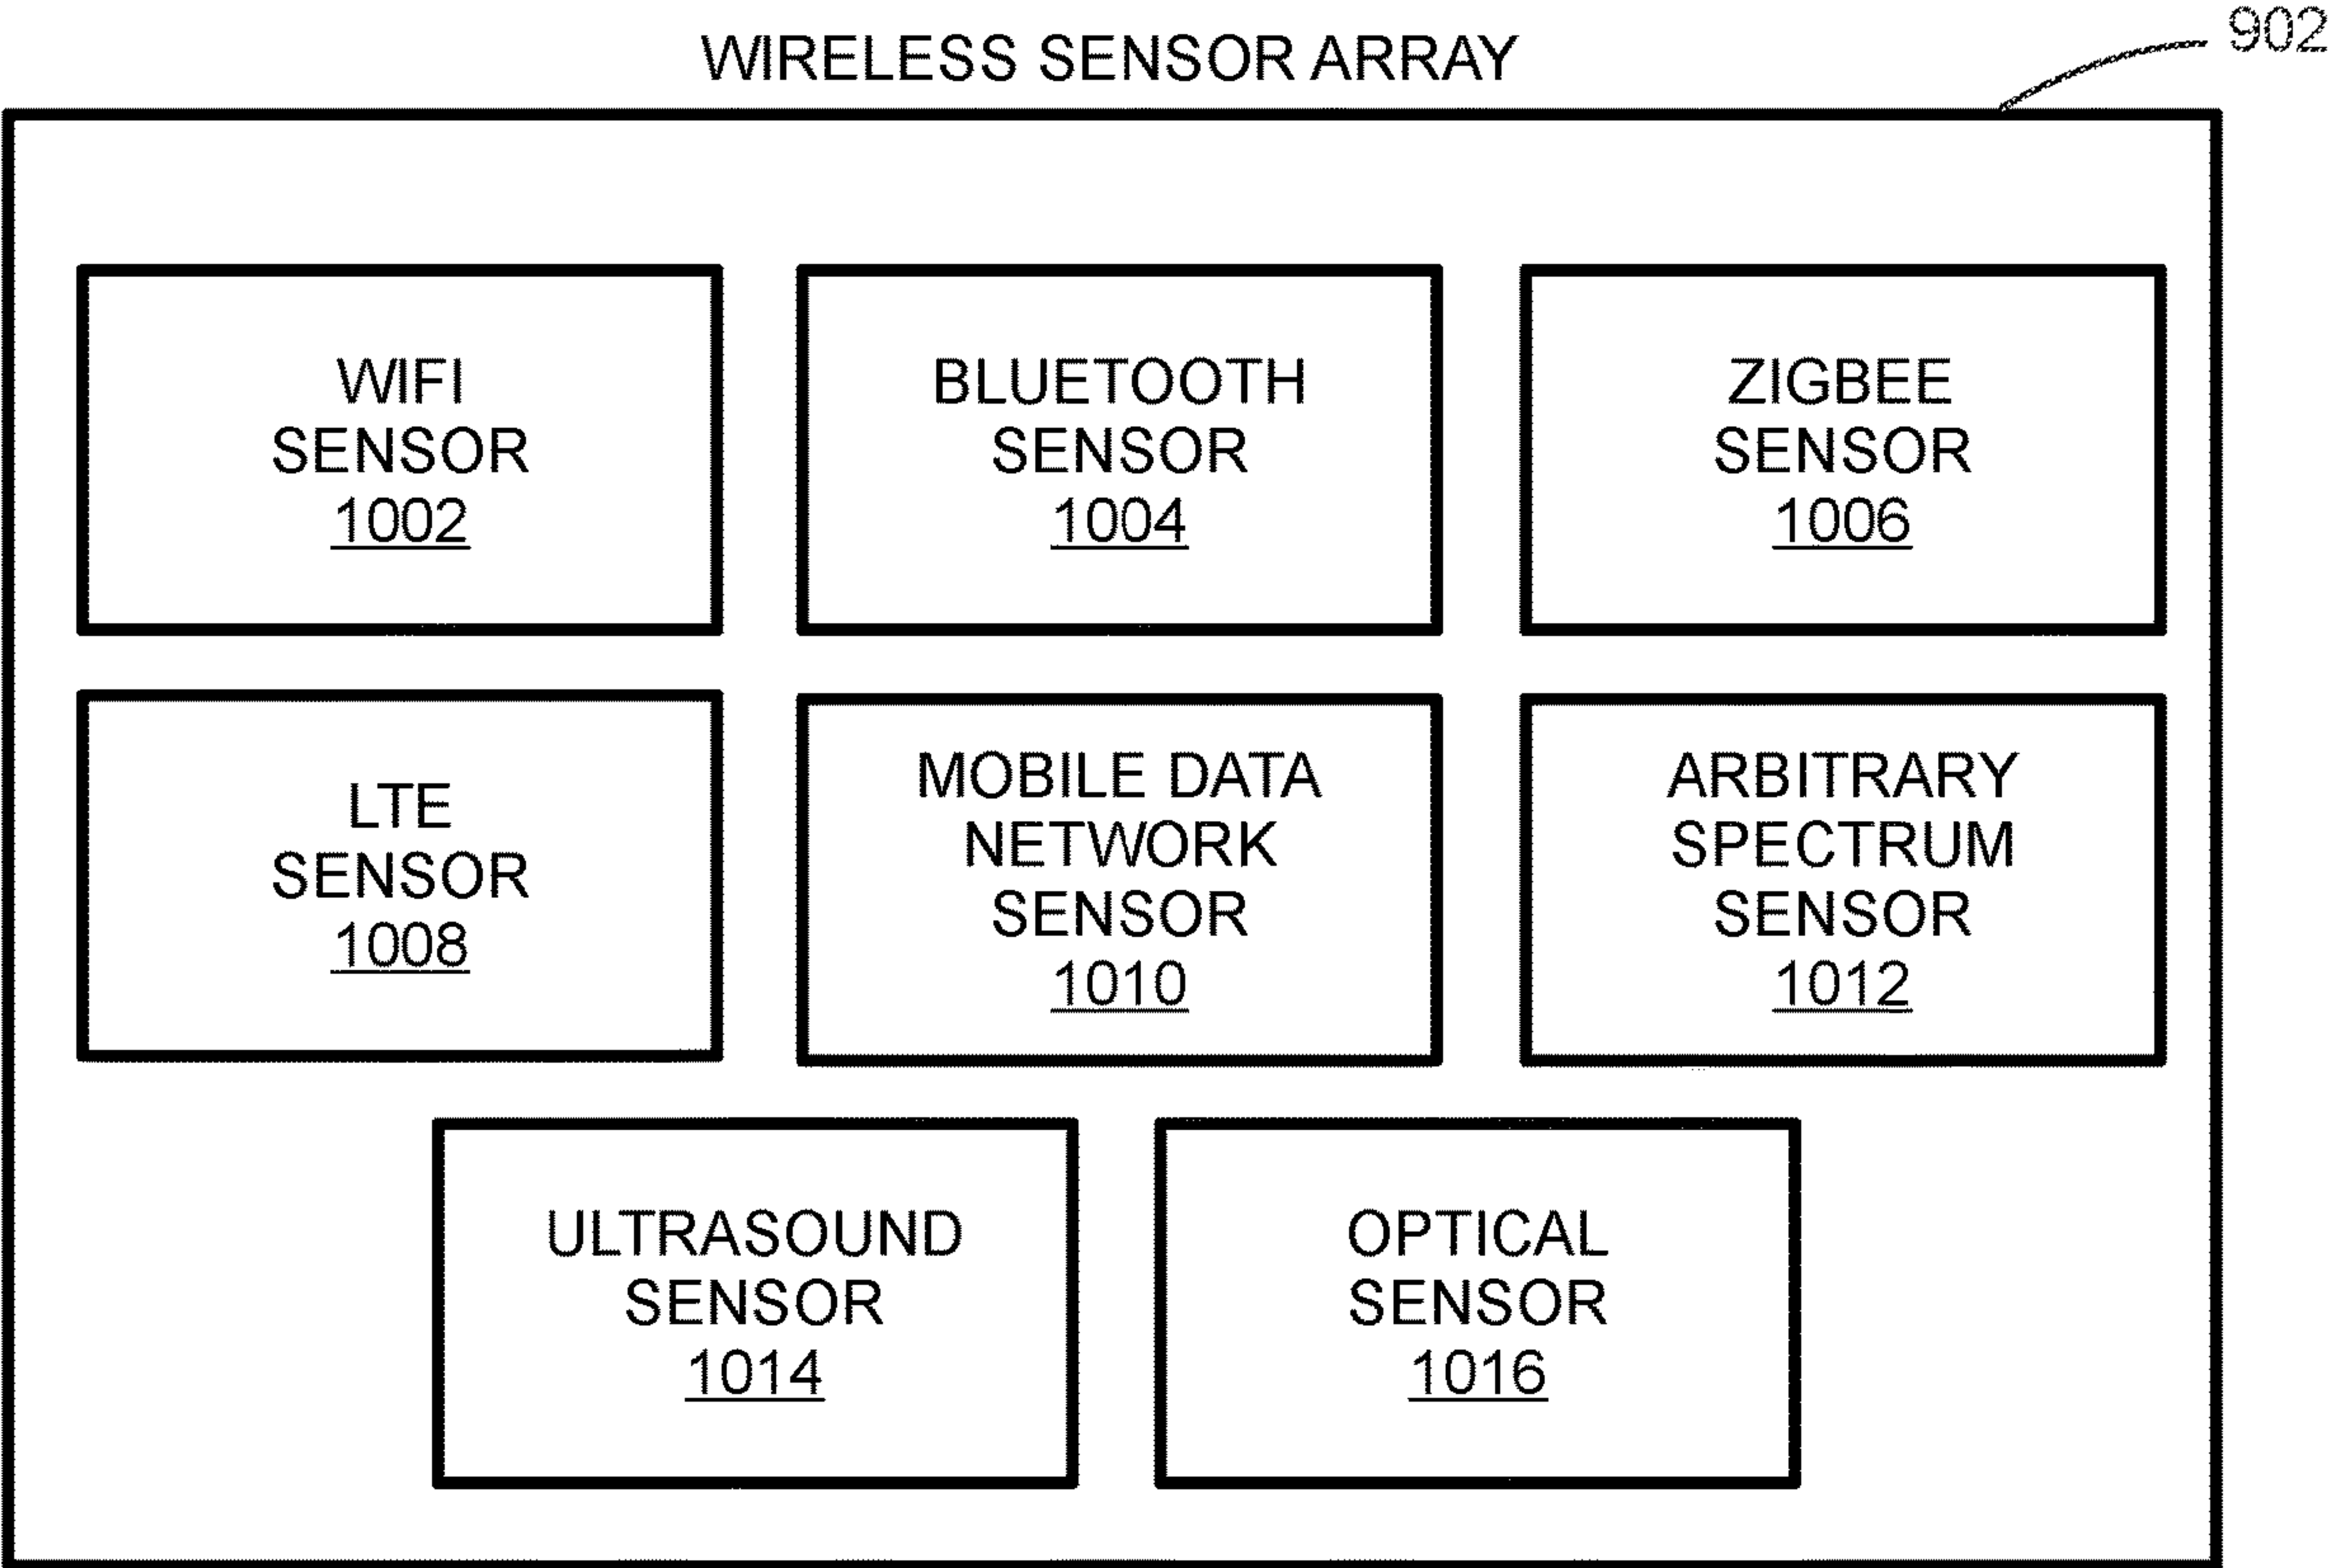 902
WIRELESS SENSOR ARRAY
WIFI
SENSOR
1002
BLUETOOTH
SENSOR
1004
ZIGBEE
SENSOR
1006
LTE
SENSOR
1008
MOBILE DATA
NETWORK
SENSOR
1010
ARBITRARY
SPECTRUM
SENSOR
1012
ULTRASOUND
SENSOR
1014
OPTICAL
SENSOR
1016